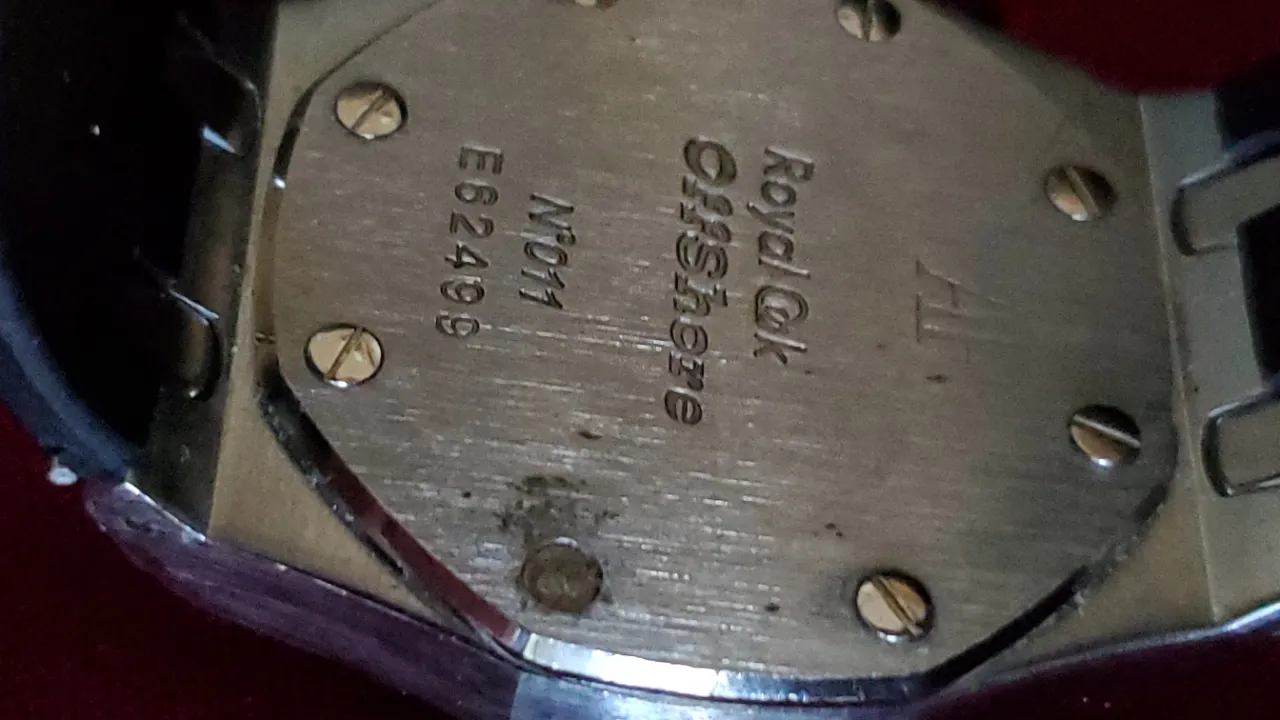 AP
Royal Oak
Offshore
N°011
E62499